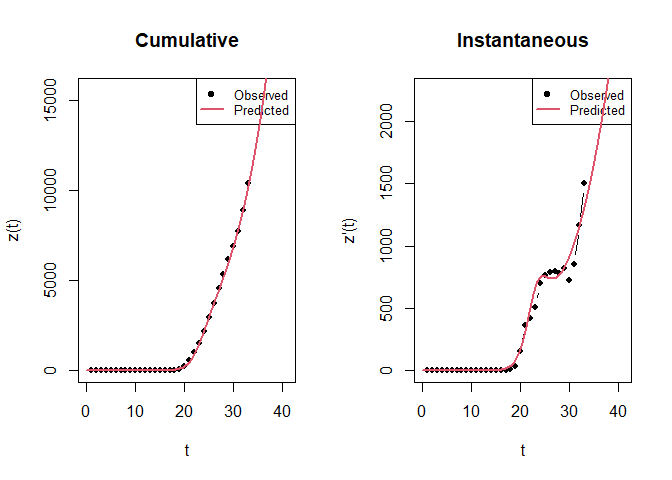 Cumulative
z(t)
15000
10000
5000
0
Observed
Predicted
0 10 20 30 40
t
Instantaneous
z'(t)
2000
1500
1000
500
0
Observed
Predicted
0 10 20 30 40
t